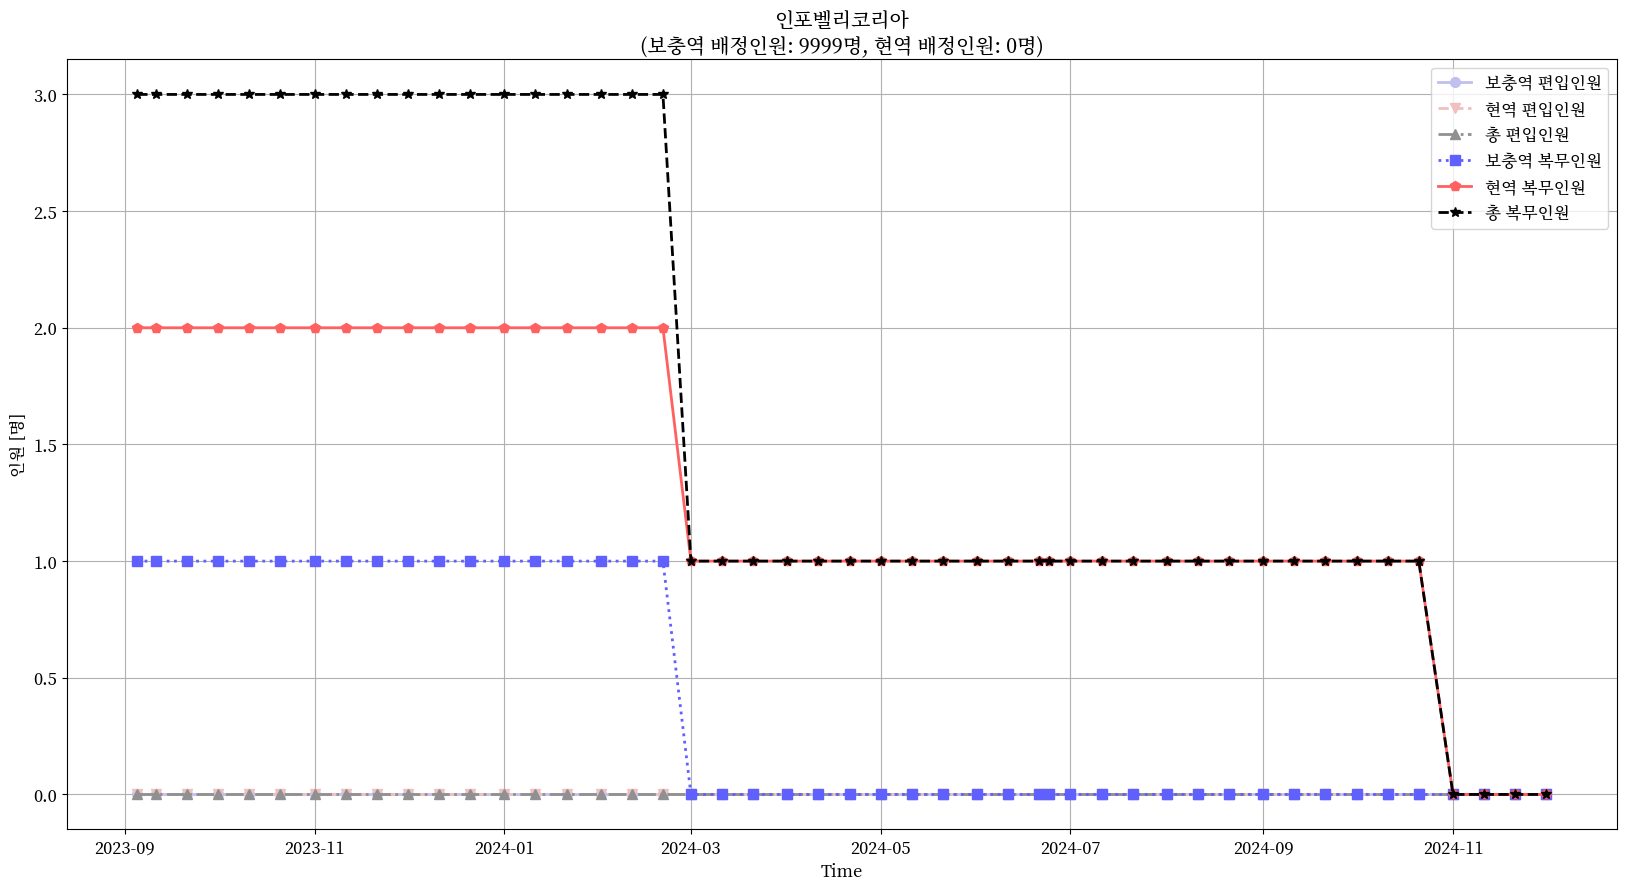 인포벨리코리아
(보충역 배정인원: 9999명, 현역 배정인원: 0명)
보충역 편입인원
현역 편입인원
총 편입인원
보충역 복무인원
현역 복무인원
총 복무인원
인원 [명]
3.0
2.5
2.0
1.5
1.0
0.5
0.0
2023-09
2023-11
2024-01
2024-03
2024-05
2024-07
2024-09
2024-11
Time